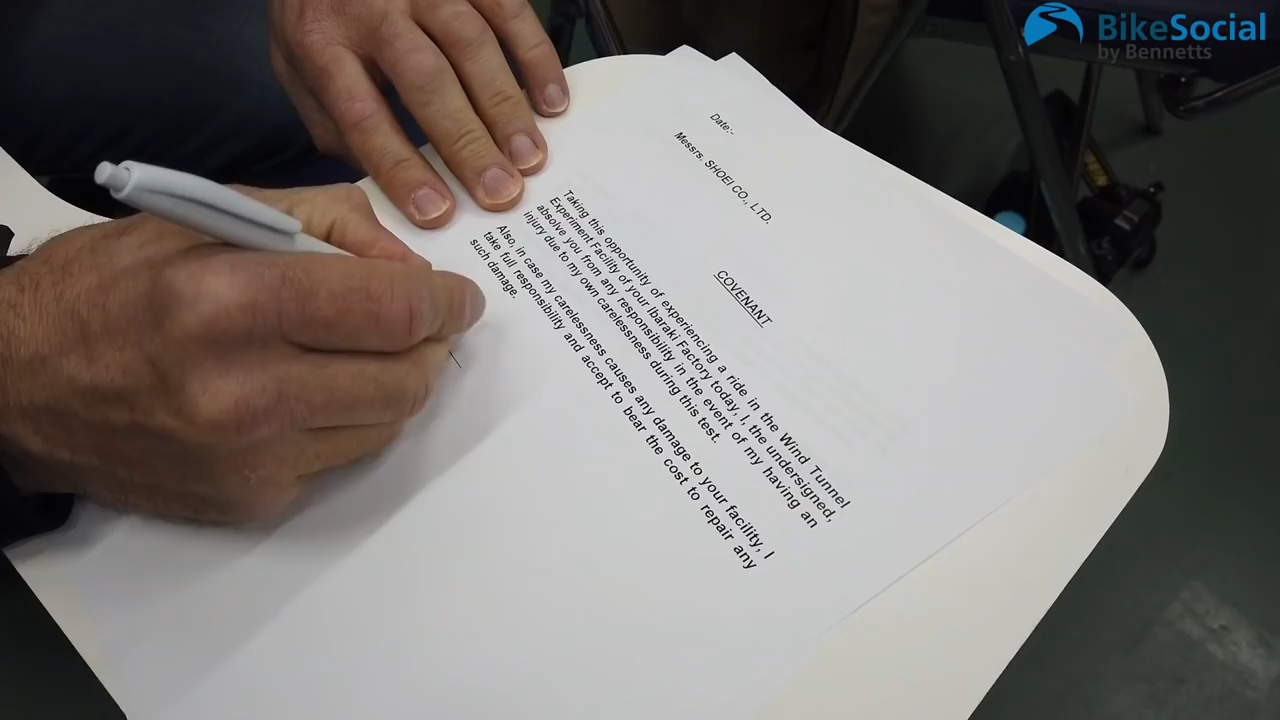 BikeSocial
by Bennetts
Date:-
Messrs. SHOEI CO., LTD.
COVENANT
Taking this opportunity of experiencing a ride in the Wind Tunnel
Experiment Facility of your Ibaraki Factory today, I, the undersigned,
absolve you from any responsibility in the event of my having an
injury due to my own carelessness during this test.
Also, in case my carelessness causes any damage to your facility, I
take full responsibility and accept to bear the cost to repair any
such damage.